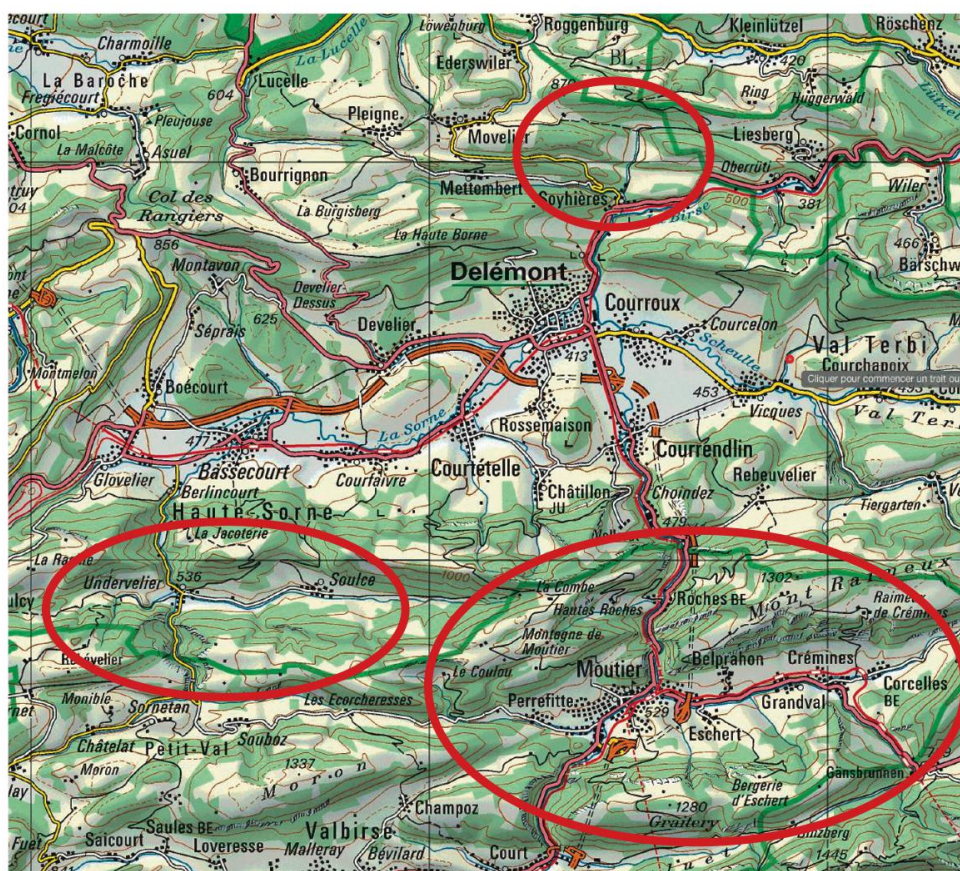 Roggenburg
Kleinlützel
Röschenz
Löwenburg
Charmoille
La Lucelle
Ederswiler
BL
420
La Baroche
Lucelle
870
Ring
Huggerwald
Fregiécourt
604
Pleigne
Pleujouse
Movelier
Liesberg
Cornol
La Malcôte
Asuel
Oberrüti
Bourrignon
Mettembert
Wiler
Col des
Rangiers
Soyhières
500
381
La Burgisberg
Birse
La Haute Borne
466
856
Montavon
Delémont
Develier
Dessus
Courroux
625
Séprais
Develier
Courcelon
Scheulte
Val Terbi
Courchapoix
413
Montmelon
Cliquer pour commencer un trait ou
Boécourt
453
La Sorne
Rossemaison
Vicques
477
Bassecourt
Courtételle
Courrendlin
Glovelier
Courfaivre
Rebeuvelier
Berlincourt
Châtillon
JU
Choindez
Tiergarten
Haute-Sorne
479
La Jacoterie
1000
Undervelier
536
Soulce
La Combe
1302
Mont Raimeux
Hautes Roches
Roches BE
Raimeux
de Crémines
Montagne de
Moutier
Le Coulou
Moutier
Belprahon
Crémines
Monible
Les Ecorcheresses
Perrefitte
Corcelles
BE
Sornetan
529
Grandval
Châtelat
Petit-Val
Souboz
Eschert
Gänsbrunnen
Moron
1337
Moron
Bergerie
d'Eschert
Champoz
1280
Graitery
Saules BE
Valbirse
Saicourt
Loveresse
Malleray
Bévilard
Court
1445